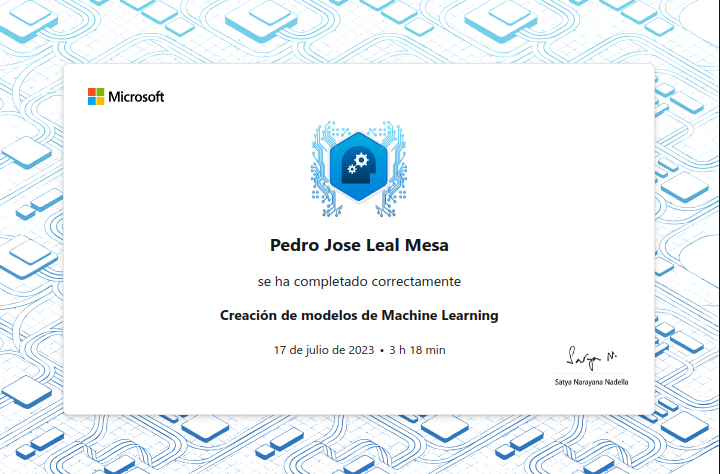 Microsoft
Pedro Jose Leal Mesa
se ha completado correctamente
Creación de modelos de Machine Learning
17 de julio de 2023 • 3 h 18 min
Satya N.
Satya Narayana Nadella